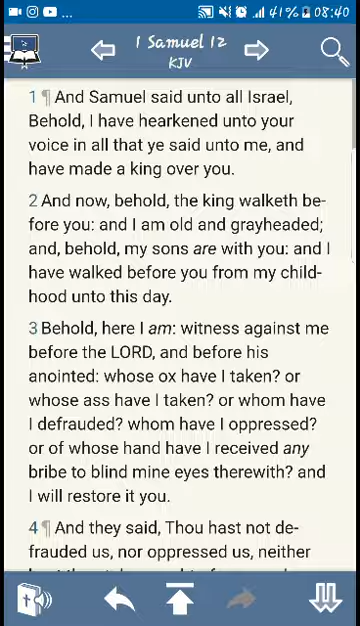 ... 41% 08:40
1 Samuel 12
KJV
1 ¶ And Samuel said unto all Israel,
Behold, I have hearkened unto your
voice in all that ye said unto me, and
have made a king over you.
2 And now, behold, the king walketh be-
fore you: and I am old and grayheaded;
and, behold, my sons are with you: and I
have walked before you from my child-
hood unto this day.
3 Behold, here I am: witness against me
before the LORD, and before his
anointed: whose ox have I taken? or
whose ass have I taken? or whom have
I defrauded? whom have I oppressed?
or of whose hand have I received any
bribe to blind mine eyes therewith? and
I will restore it you.
4 ¶ And they said, Thou hast not de-
frauded us, nor oppressed us, neither